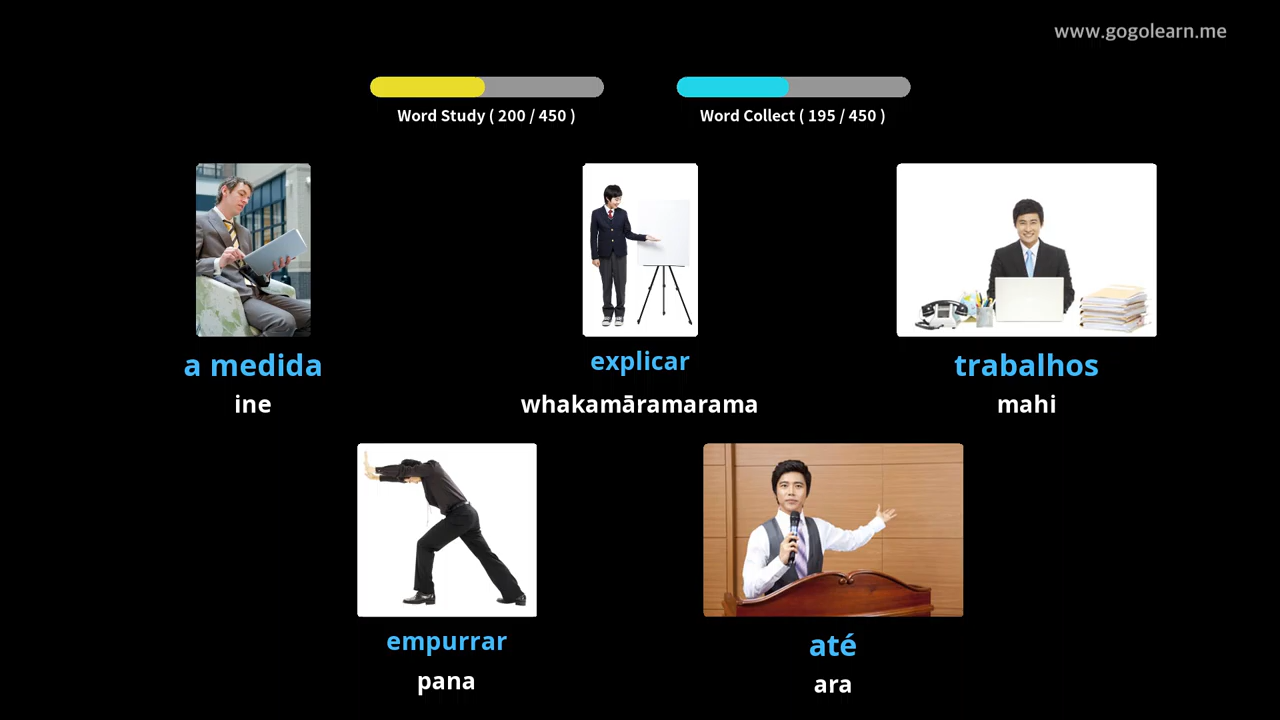 www.gogolearn.me
Word Study ( 200 / 450 )
Word Collect ( 195 / 450 )
a medida
ine
explicar
whakamāramarama
trabalhos
mahi
empurrar
pana
até
ara